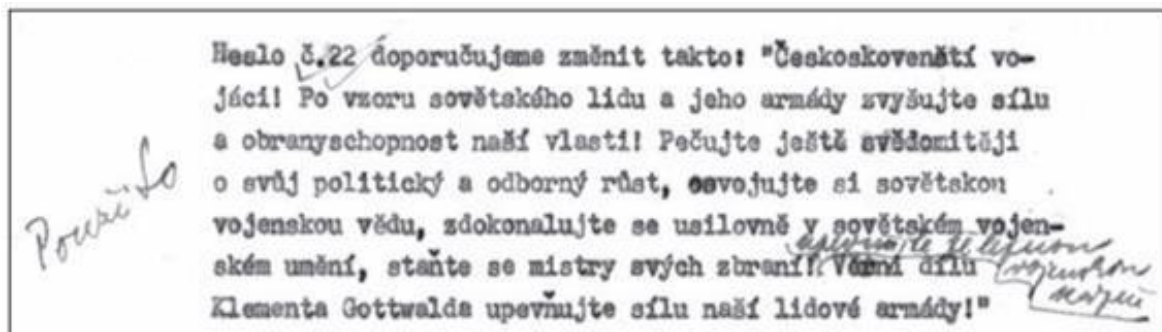 Heslo č.22 doporučujeme změnit takto: "Českoskovenští vo-
jáci! Po vzoru sovětského lidu a jeho armády zvyšujte sílu
a obranyschopnost naší vlasti! Pečujte ještě svědomitěji
o svůj politický a odborný růst, osvojujte si sovětskou
vojenskou vědu, zdokonalujte se usilovně v sovětském vojen-
ském umění, staňte se mistry svých zbraní! Věrni dílu
Klementa Gottwalda upevňujte sílu naší lidové armády!"
vojenskou